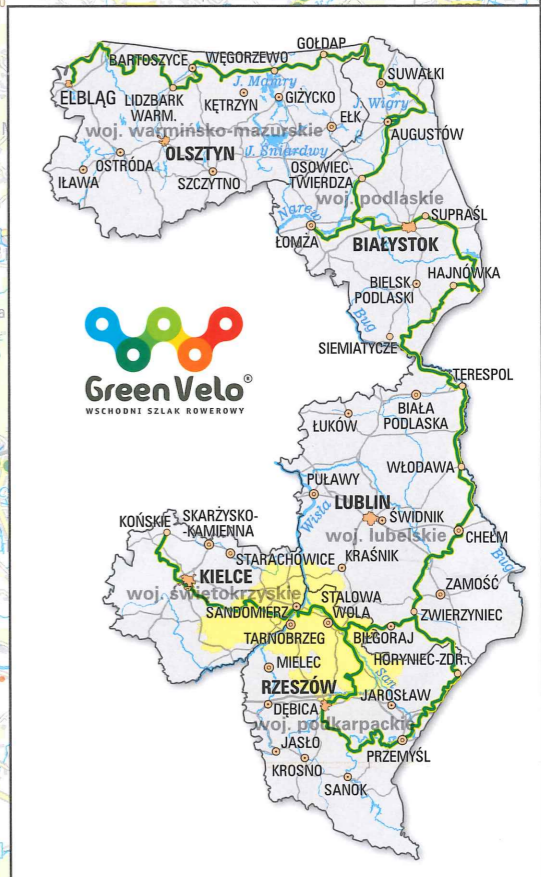 GOŁDAP
BARTOSZYCE
WĘGORZEWO
SUWAŁKI
ELBLĄG
LIDZBARK
WARM.
KĘTRZYN
J. Mamry
GIŻYCKO
J. Wigry
EŁK
AUGUSTÓW
woj. warmińsko-mazurskie
OLSZTYN
J. Śniardwy
OSTRÓDA
IŁAWA
SZCZYTNO
OSOWIEC-
TWIERDZA
woj. podlaskie
Narew
SUPRAŚL
ŁOMŻA
BIAŁYSTOK
HAJNÓWKA
BIELSK
PODLASKI
Bug
SIEMIATYCZE
GreenVelo®
WSCHODNI SZLAK ROWEROWY
TERESPOL
BIAŁA
PODLASKA
ŁUKÓW
WŁODAWA
PUŁAWY
LUBLIN
ŚWIDNIK
Wisła
woj. lubelskie
CHEŁM
Bug
KOŃSKIE
SKARŻYSKO-
KAMIENNA
STARACHOWICE
KRAŚNIK
KIELCE
woj. świętokrzyskie
ZAMOŚĆ
SANDOMIERZ
STALOWA
WOLA
ZWIERZYNIEC
TARNOBRZEG
BIŁGORAJ
MIELEC
HORYNIEC-ZDR.
San
RZESZÓW
JAROSŁAW
DĘBICA
woj. podkarpackie
JASŁO
PRZEMYŚL
KROSNO
SANOK